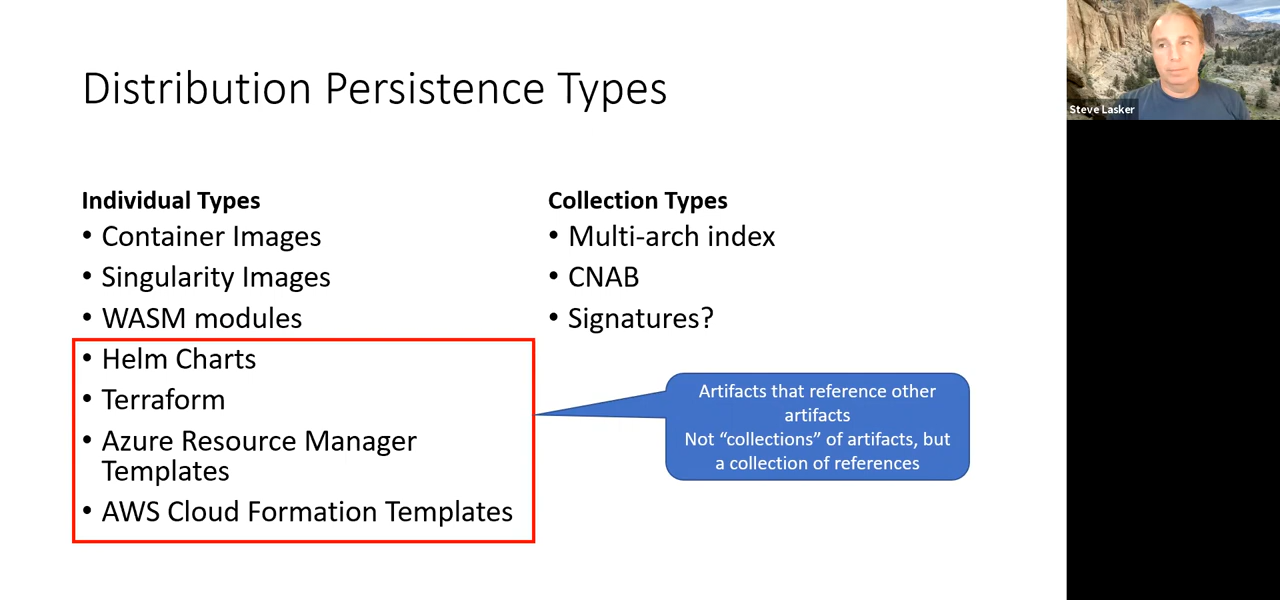 Distribution Persistence Types
Individual Types
• Container Images
• Singularity Images
• WASM modules
• Helm Charts
• Terraform
• Azure Resource Manager
Templates
• AWS Cloud Formation Templates
Collection Types
• Multi-arch index
• CNAB
• Signatures?
Artifacts that reference other
artifacts
Not “collections” of artifacts, but
a collection of references
Steve Lasker